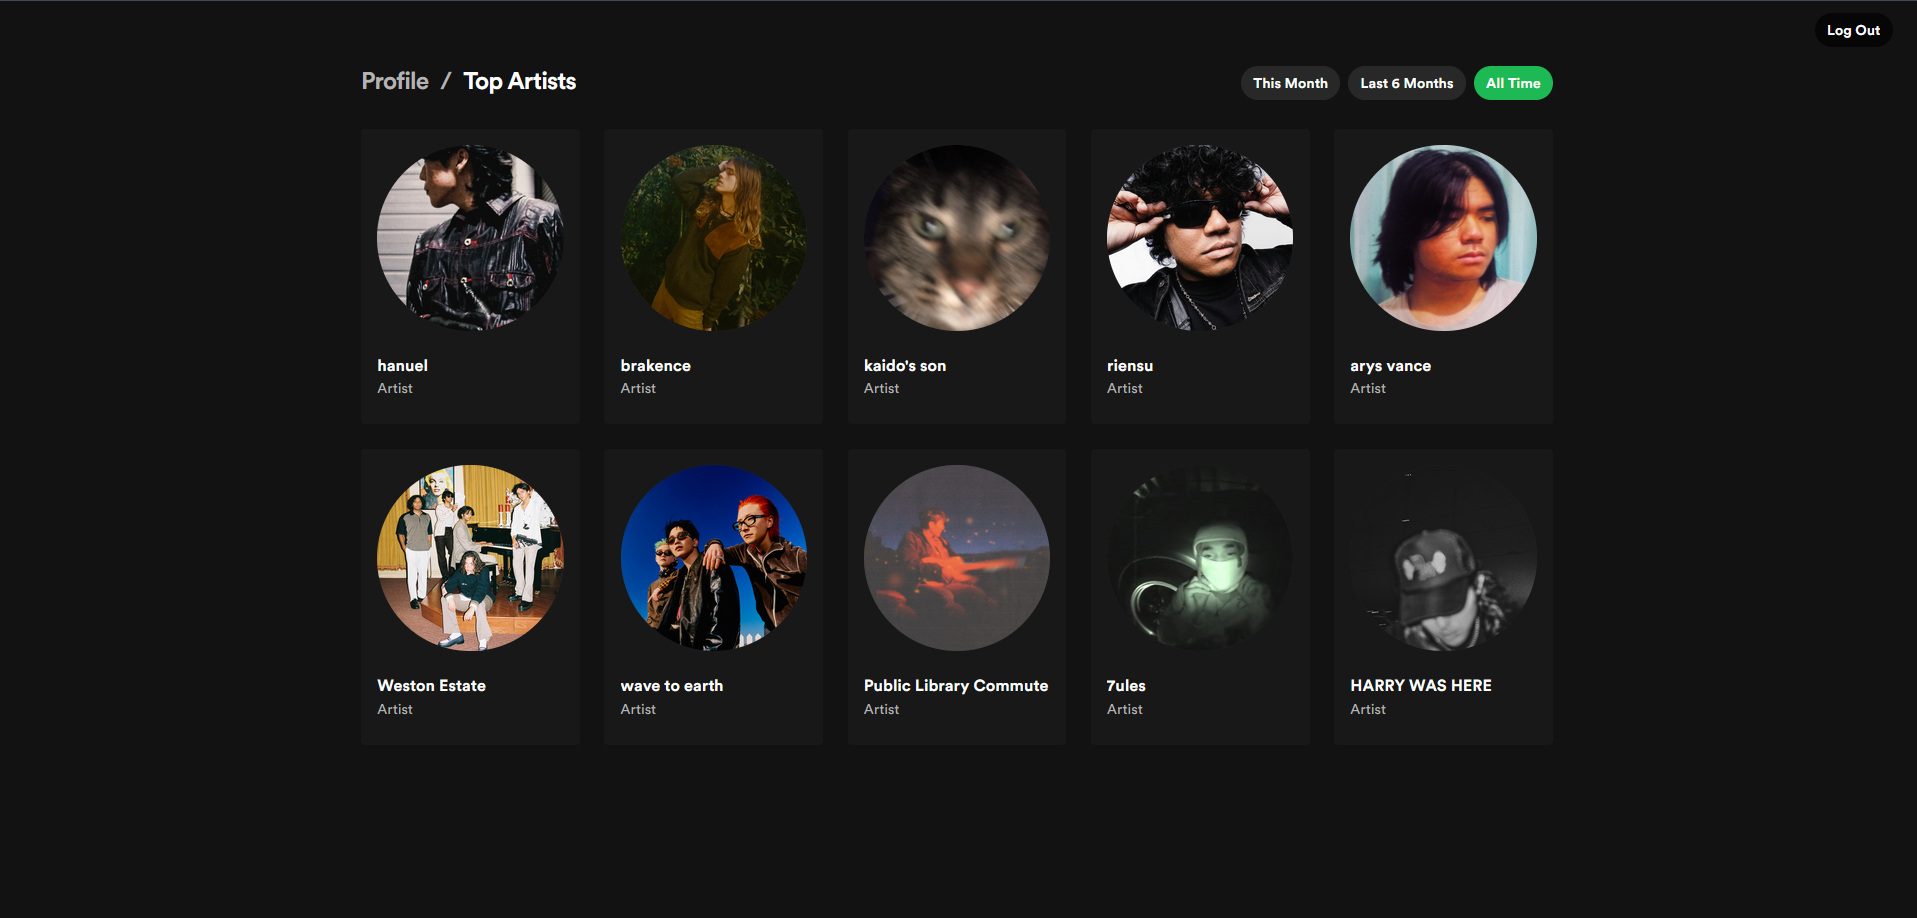 Log Out
Profile / Top Artists
This Month
Last 6 Months
All Time
hanuel
Artist
brakence
Artist
kaido's son
Artist
riensu
Artist
arys vance
Artist
Weston Estate
Artist
wave to earth
Artist
Public Library Commute
Artist
7ules
Artist
HARRY WAS HERE
Artist